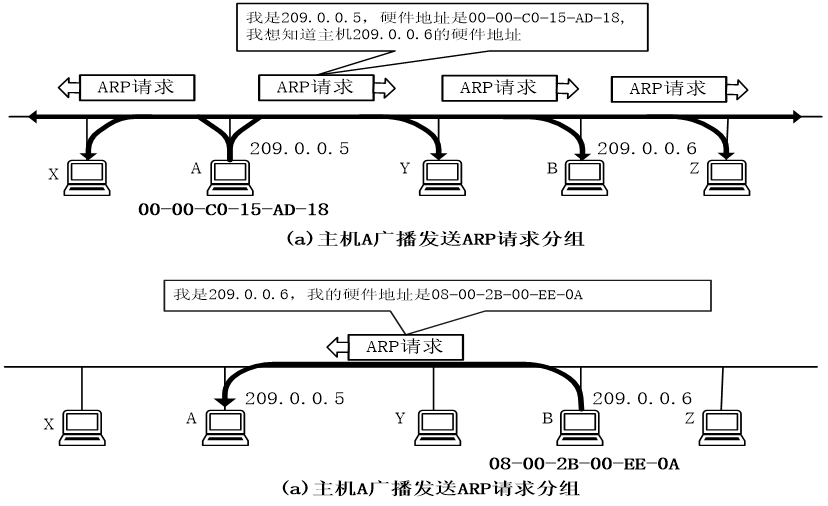 我是209.0.0.5，硬件地址是00-00-C0-15-AD-18,
我想知道主机209.0.0.6的硬件地址
ARP请求
ARP请求
ARP请求
ARP请求
209.0.0.5
209.0.0.6
X
A
Y
B
Z
00-00-C0-15-AD-18
(a)主机A广播发送ARP请求分组
我是209.0.0.6，我的硬件地址是08-00-2B-00-EE-0A
ARP请求
209.0.0.5
209.0.0.6
X
A
Y
B
Z
08-00-2B-00-EE-0A
(a)主机A广播发送ARP请求分组